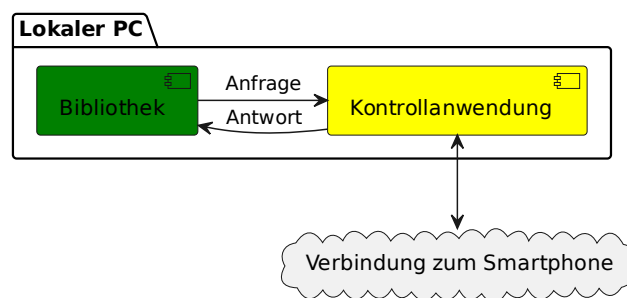 Lokaler PC
Bibliothek
Anfrage
Antwort
Kontrollanwendung
Verbindung zum Smartphone